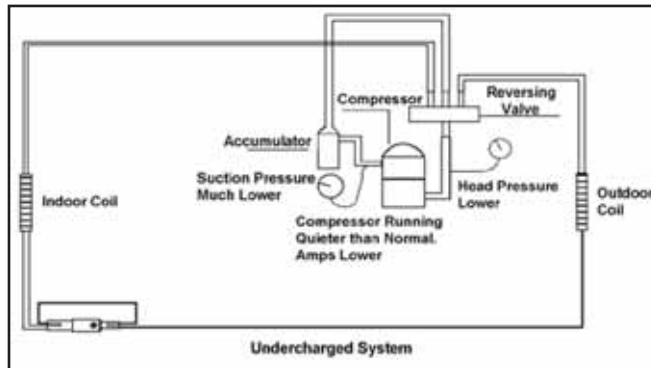 Compressor
Reversing
Valve
Accumulator
Suction Pressure
Much Lower
Head Pressure
Lower
Indoor Coil
Outdoor
Coil
Compressor Running
Quieter than Normal.
Amps Lower
Undercharged System